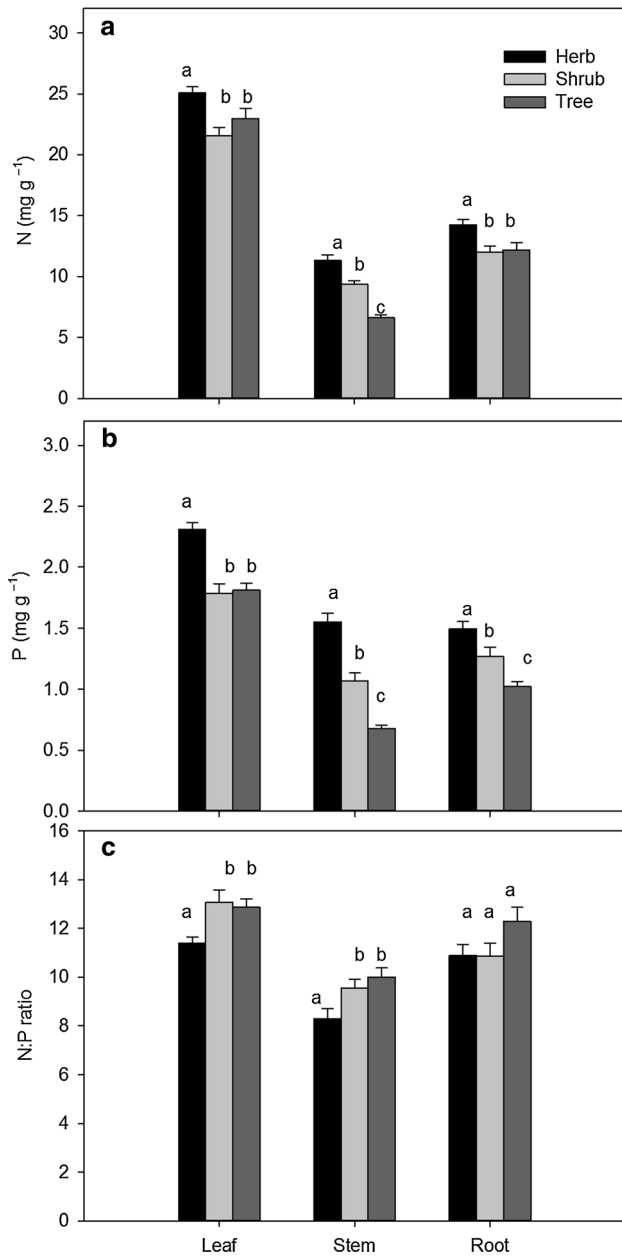 a
Herb
Shrub
Tree
30
25
20
15
10
5
0
N (mg g⁻¹)
a b b
a b c
a b b
b
3.0
2.5
2.0
1.5
1.0
0.5
0.0
P (mg g⁻¹)
a b b
a b c
a b c
c
16
14
12
10
8
6
4
2
0
N:P ratio
a b b
a b b
a a a
Leaf Stem Root